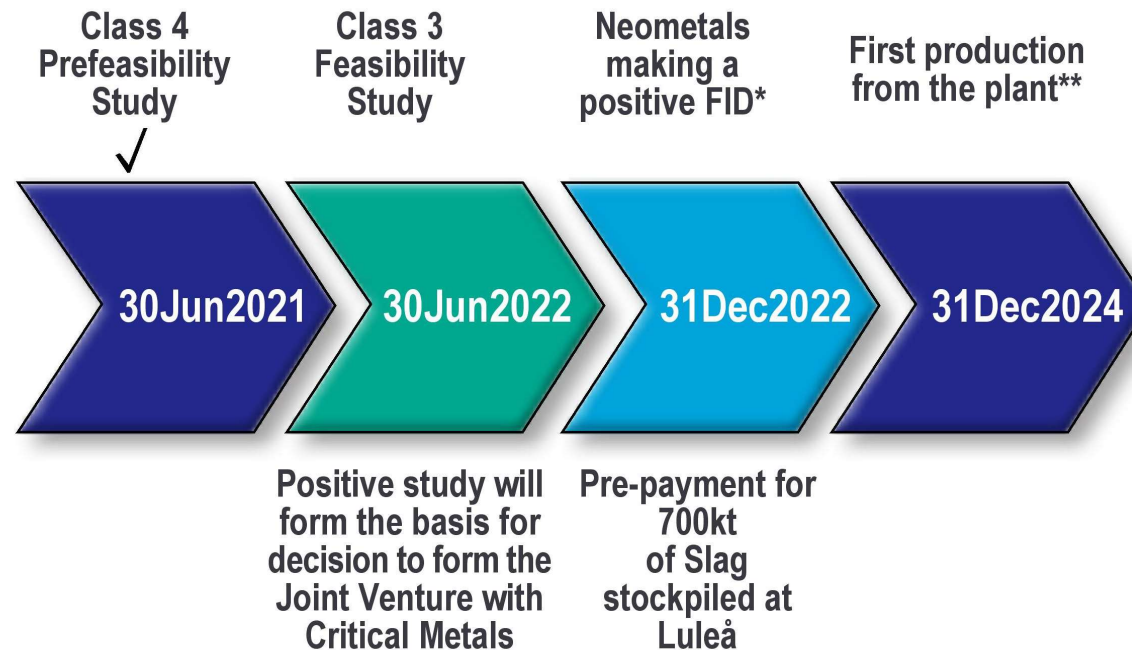 Class 4
Prefeasibility
Study
Class 3
Feasibility
Study
Neometals
making a
positive FID*
First production
from the plant**
30Jun2021
30Jun2022
31Dec2022
31Dec2024
Positive study will
form the basis for
decision to form the
Joint Venture with
Critical Metals
Pre-payment for
700kt
of Slag
stockpiled at
Luleå